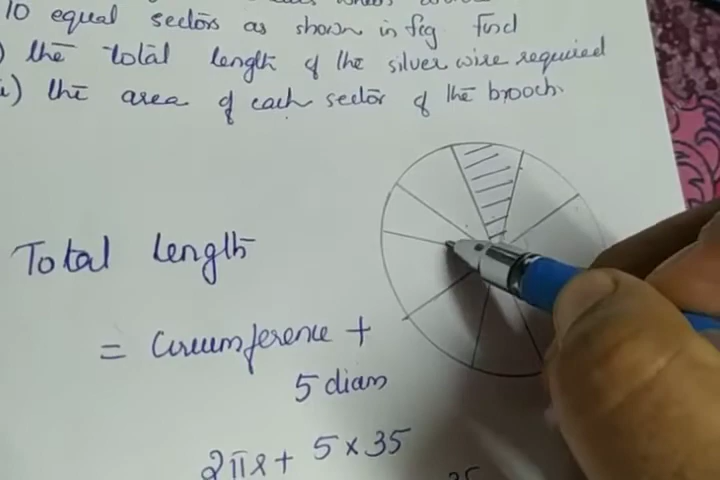 10 equal sectors as shown in fig find
) the total length of the silver wire required
i) the area of each sector of the brooch.
Total length
= Circumference +
5 diam
2πr + 5 × 35
35